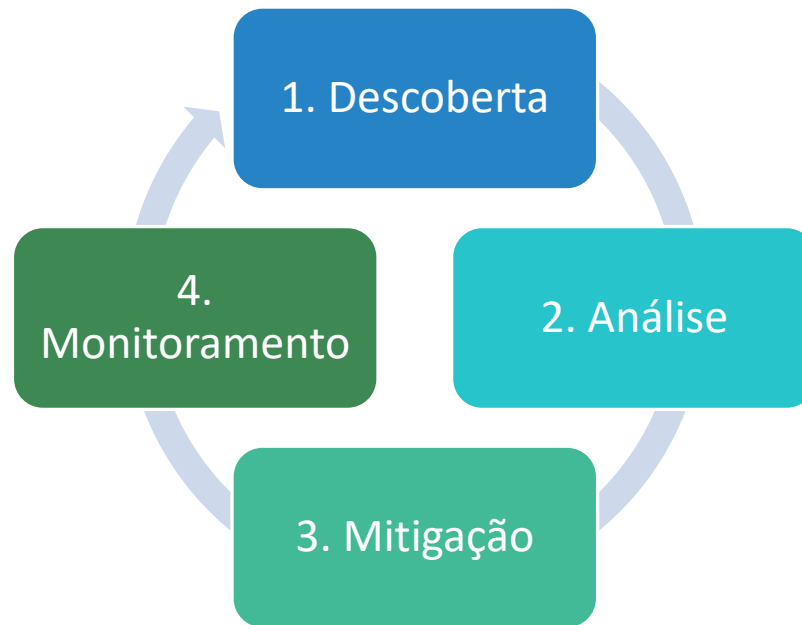 1. Descoberta
2. Análise
3. Mitigação
4.
Monitoramento